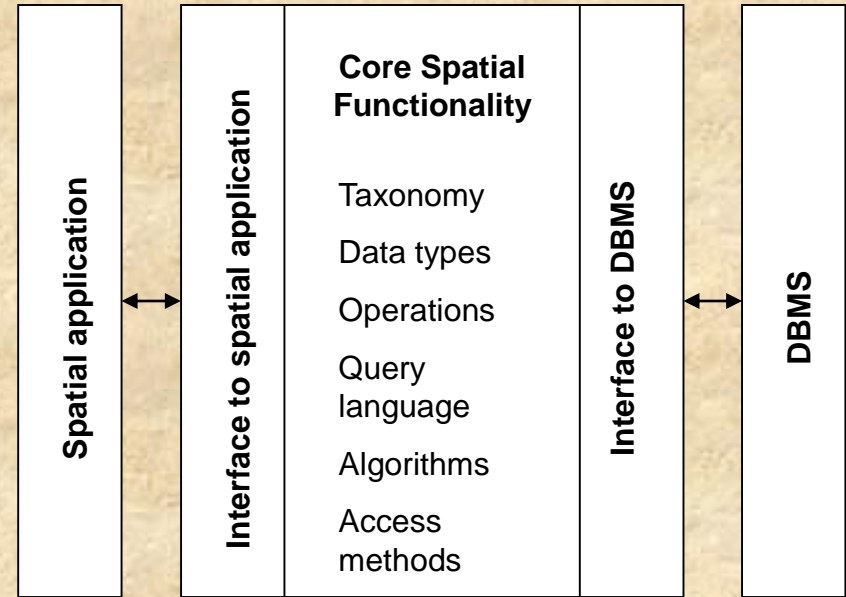 Spatial application
Interface to spatial application
Core Spatial
Functionality
Taxonomy
Data types
Operations
Query
language
Algorithms
Access
methods
Interface to DBMS
DBMS